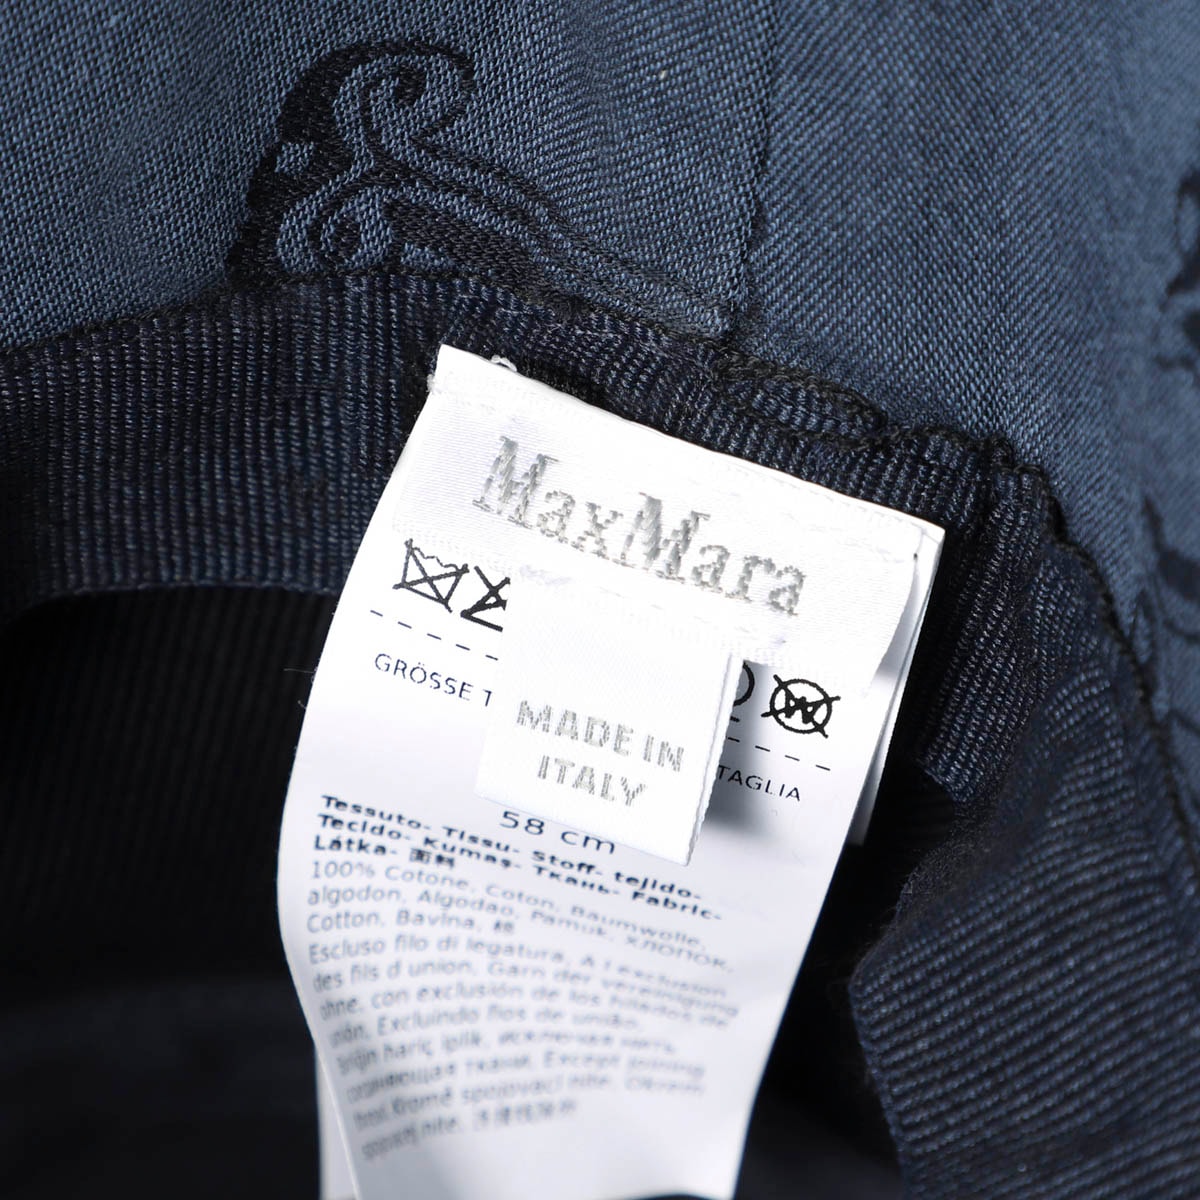 MaxMara
GRÖSSE T
TAGLIA
MADE IN
ITALY
58 cm
Tessuto- Tissu- Stoff- tejido-
Tecido- Kumaş- Ткань- Fabric-
Látka- 面料
100% Cotone, Coton, Baumwolle,
algodon, Algodao, Pamuk, хлопок,
Cotton, Bavlna, 棉
Escluso filo di legatura, A l exclusion
des fils d union, Garn der vereinigung
ohne, con exclusión de los hilados de
unión, Excluindo fios de união,
birliğin hariç iplik, исключая нить
соединяющая ткани, Except joining
Kromě spojovací nite,
spojovací nite.